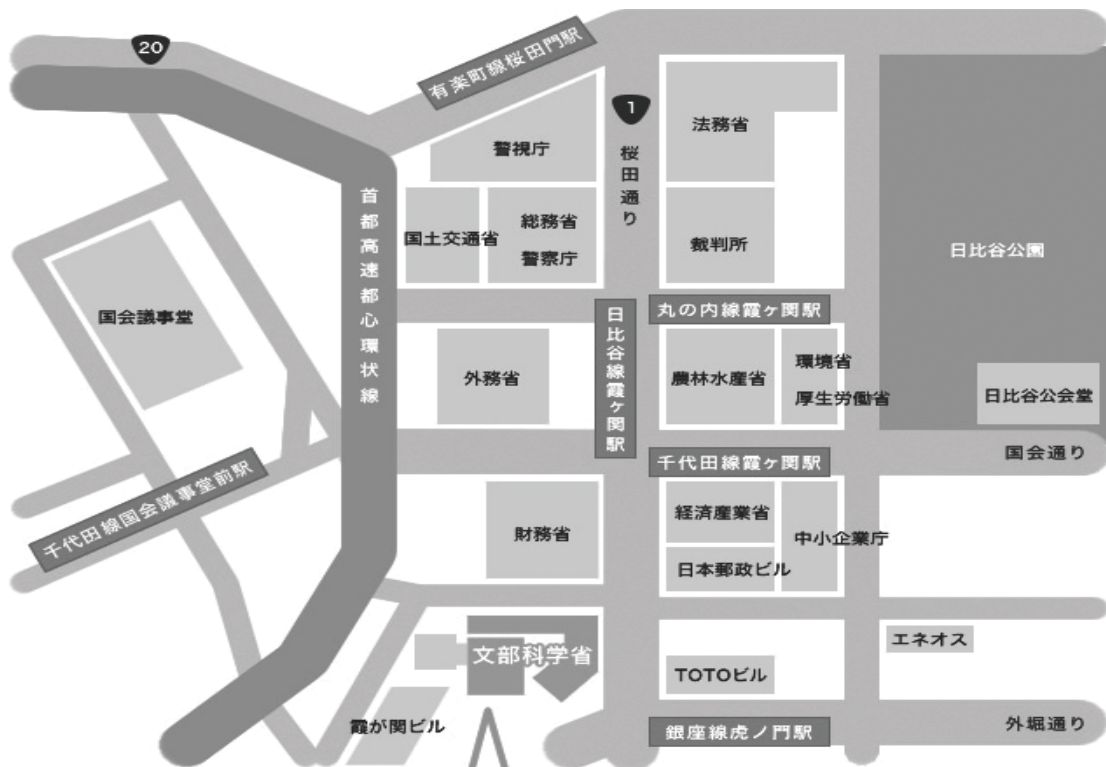 20
有楽町線桜田門駅
1
桜田通り
法務省
警視庁
首都高速都心環状線
国土交通省
総務省
警察庁
裁判所
日比谷公園
国会議事堂
日比谷線霞ヶ関駅
丸の内線霞ヶ関駅
外務省
農林水産省
環境省
厚生労働省
日比谷公会堂
千代田線国会議事堂前駅
千代田線霞ヶ関駅
国会通り
財務省
経済産業省
中小企業庁
日本郵政ビル
文部科学省
エネオス
TOTOビル
霞が関ビル
銀座線虎ノ門駅
外堀通り